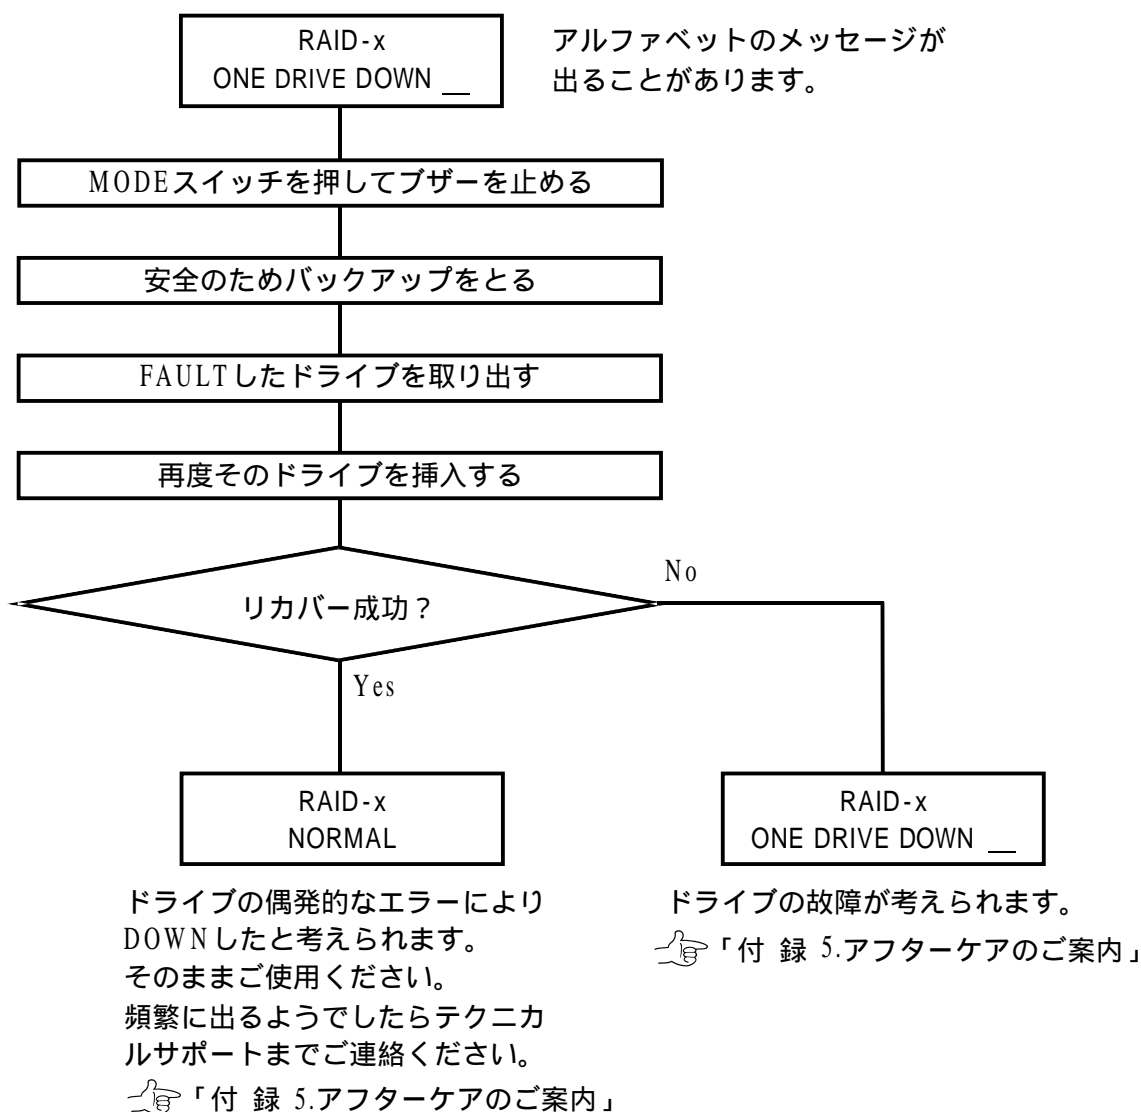 RAID-x
ONE DRIVE DOWN __
アルファベットのメッセージが
出ることがあります。
MODEスイッチを押してブザーを止める
安全のためバックアップをとる
FAULTしたドライブを取り出す
再度そのドライブを挿入する
リカバー成功？
No
Yes
RAID-x
NORMAL
RAID-x
ONE DRIVE DOWN __
ドライブの偶発的なエラーにより
DOWNしたと考えられます。
そのままご使用ください。
頻繁に出るようでしたらテクニカ
ルサポートまでご連絡ください。
「付 録 5.アフターケアのご案内」
ドライブの故障が考えられます。
「付 録 5.アフターケアのご案内」